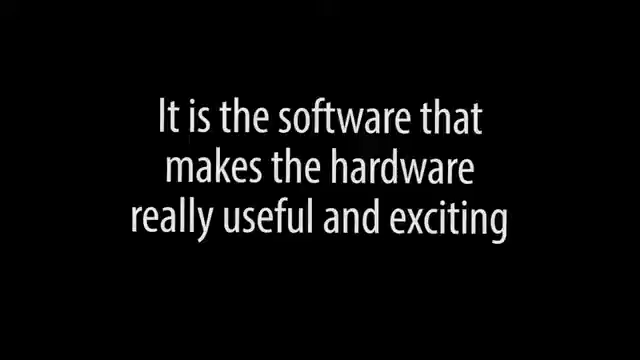 It is the software that
makes the hardware
really useful and exciting